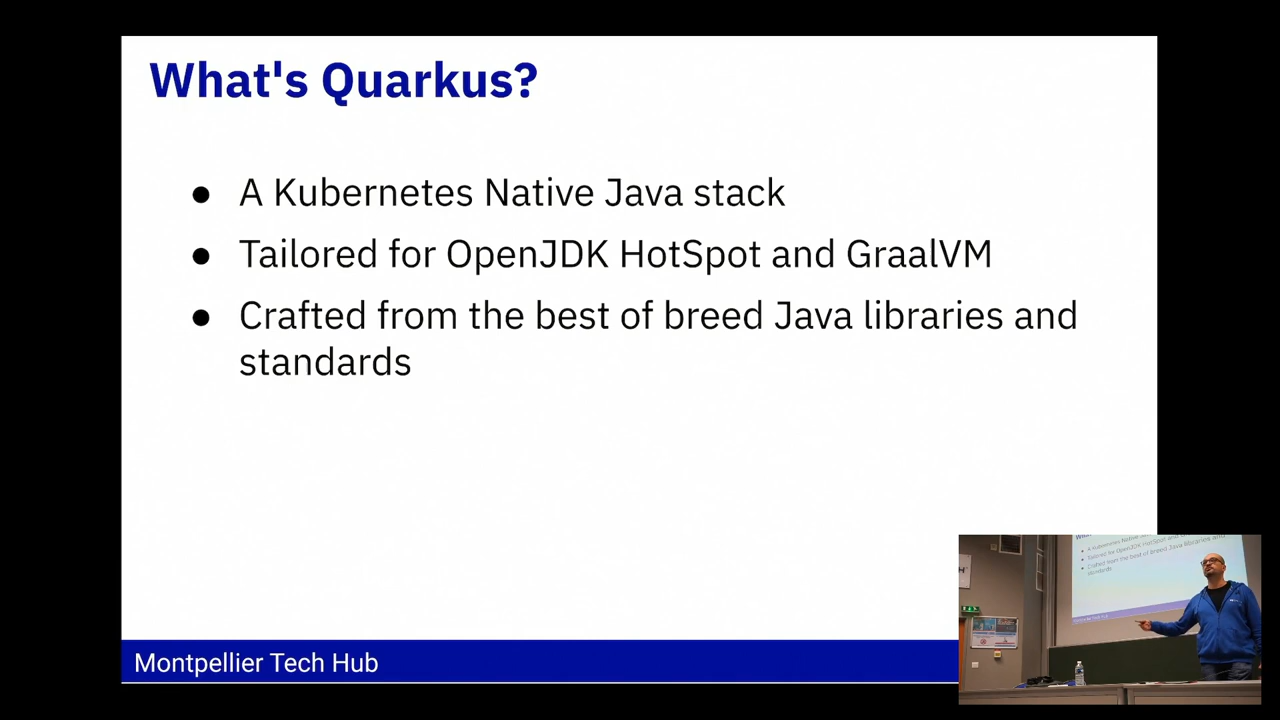 What's Quarkus?
● A Kubernetes Native Java stack
● Tailored for OpenJDK HotSpot and GraalVM
● Crafted from the best of breed Java libraries and
standards
Montpellier Tech Hub